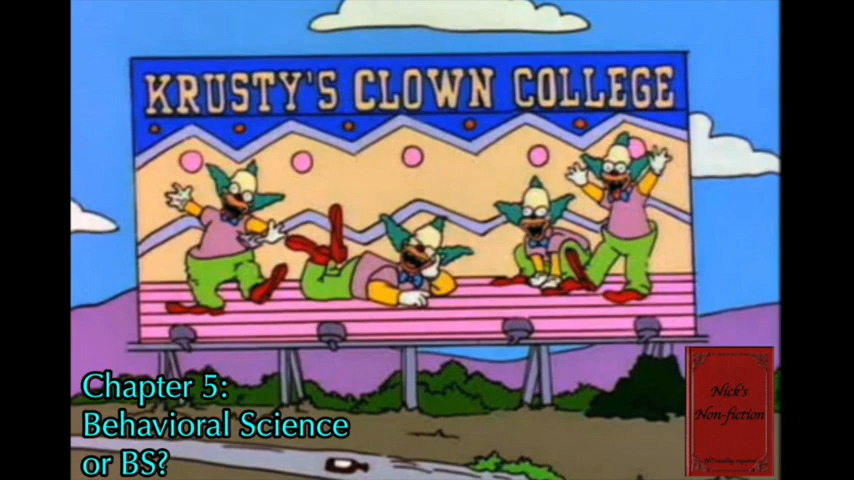 KRUSTY'S CLOWN COLLEGE
Chapter 5:
Behavioral Science
or BS?
Nick's
Non-fiction